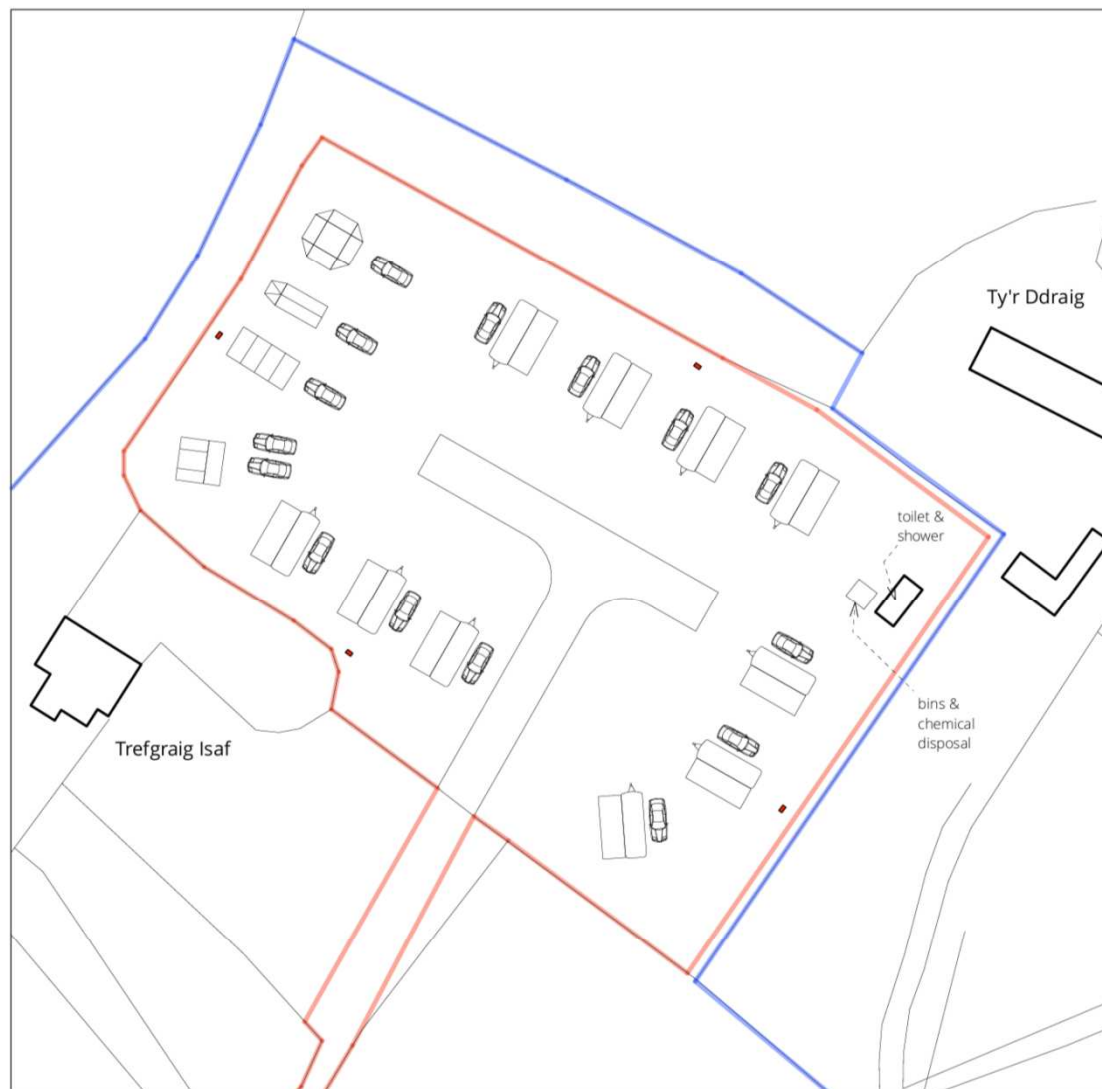 Ty'r Ddraig
toilet &
shower
bins &
chemical
disposal
Trefgraig Isaf